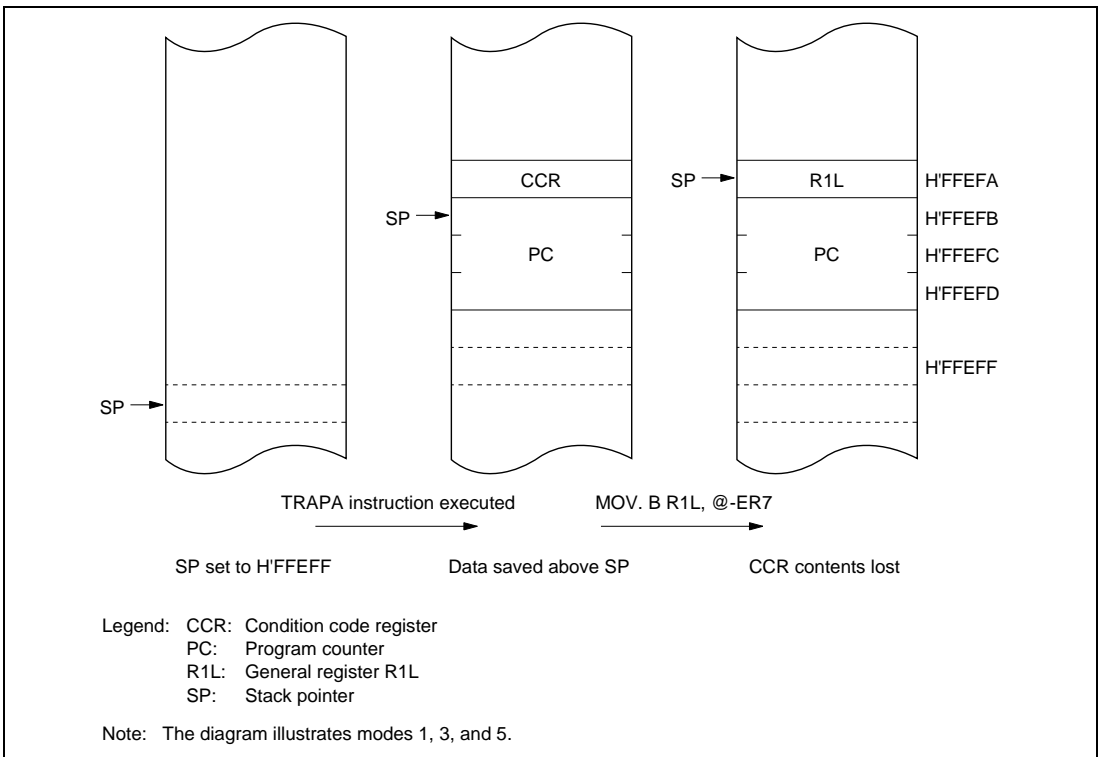 CCR
SP
R1L
H'FFEFA
SP
H'FFEFB
PC
PC
H'FFEFC
H'FFEFD
H'FFEFF
SP
TRAPA instruction executed
MOV. B R1L, @-ER7
SP set to H'FFEFF
Data saved above SP
CCR contents lost
Legend: CCR: Condition code register
PC: Program counter
R1L: General register R1L
SP: Stack pointer
Note: The diagram illustrates modes 1, 3, and 5.